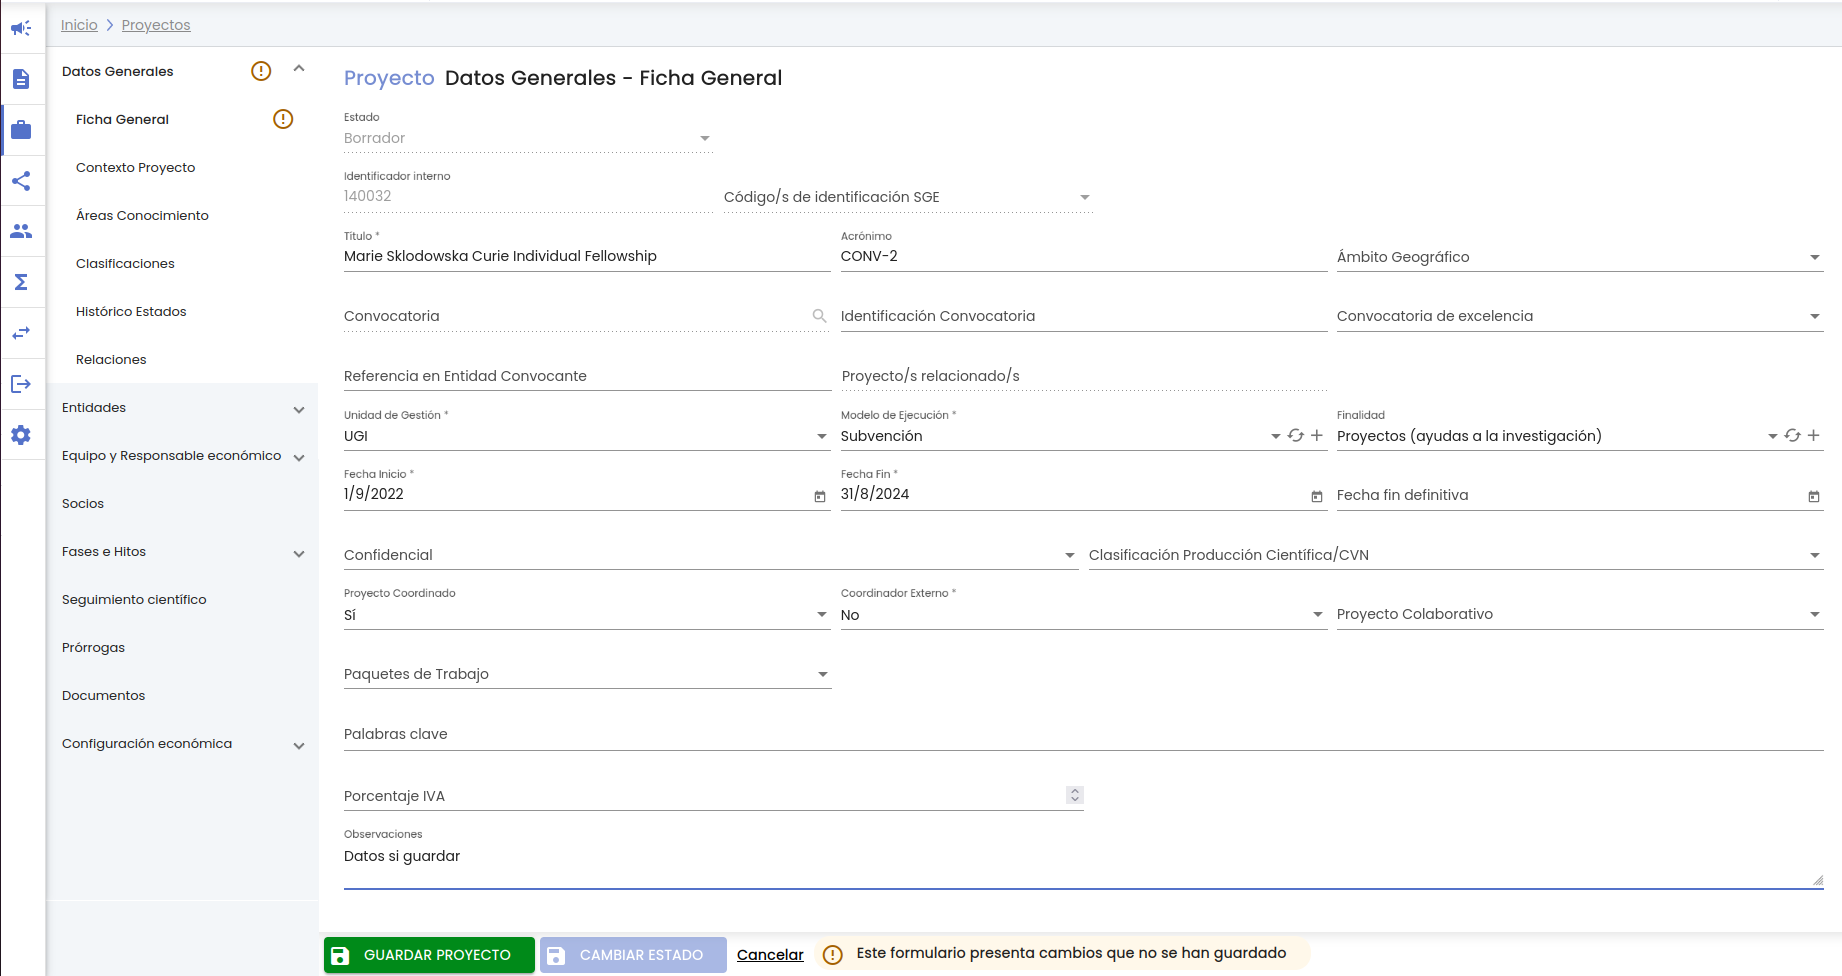 Inicio > Proyectos
Datos Generales
Ficha General
Contexto Proyecto
Áreas Conocimiento
Clasificaciones
Histórico Estados
Relaciones
Entidades
Equipo y Responsable económico
Socios
Fases e Hitos
Seguimiento científico
Prórrogas
Documentos
Configuración económica
Proyecto Datos Generales - Ficha General
Estado
Borrador
Identificador interno
140032
Código/s de identificación SGE
Título *
Marie Sklodowska Curie Individual Fellowship
Acrónimo
CONV-2
Ámbito Geográfico
Convocatoria
Identificación Convocatoria
Convocatoria de excelencia
Referencia en Entidad Convocante
Proyecto/s relacionado/s
Unidad de Gestión *
UGI
Modelo de Ejecución *
Subvención
Finalidad
Proyectos (ayudas a la investigación)
Fecha Inicio *
1/9/2022
Fecha Fin *
31/8/2024
Fecha fin definitiva
Confidencial
Clasificación Producción Científica/CVN
Proyecto Coordinado
Sí
Coordinador Externo *
No
Proyecto Colaborativo
Paquetes de Trabajo
Palabras clave
Porcentaje IVA
Observaciones
Datos si guardar
GUARDAR PROYECTO
CAMBIAR ESTADO
Cancelar
Este formulario presenta cambios que no se han guardado